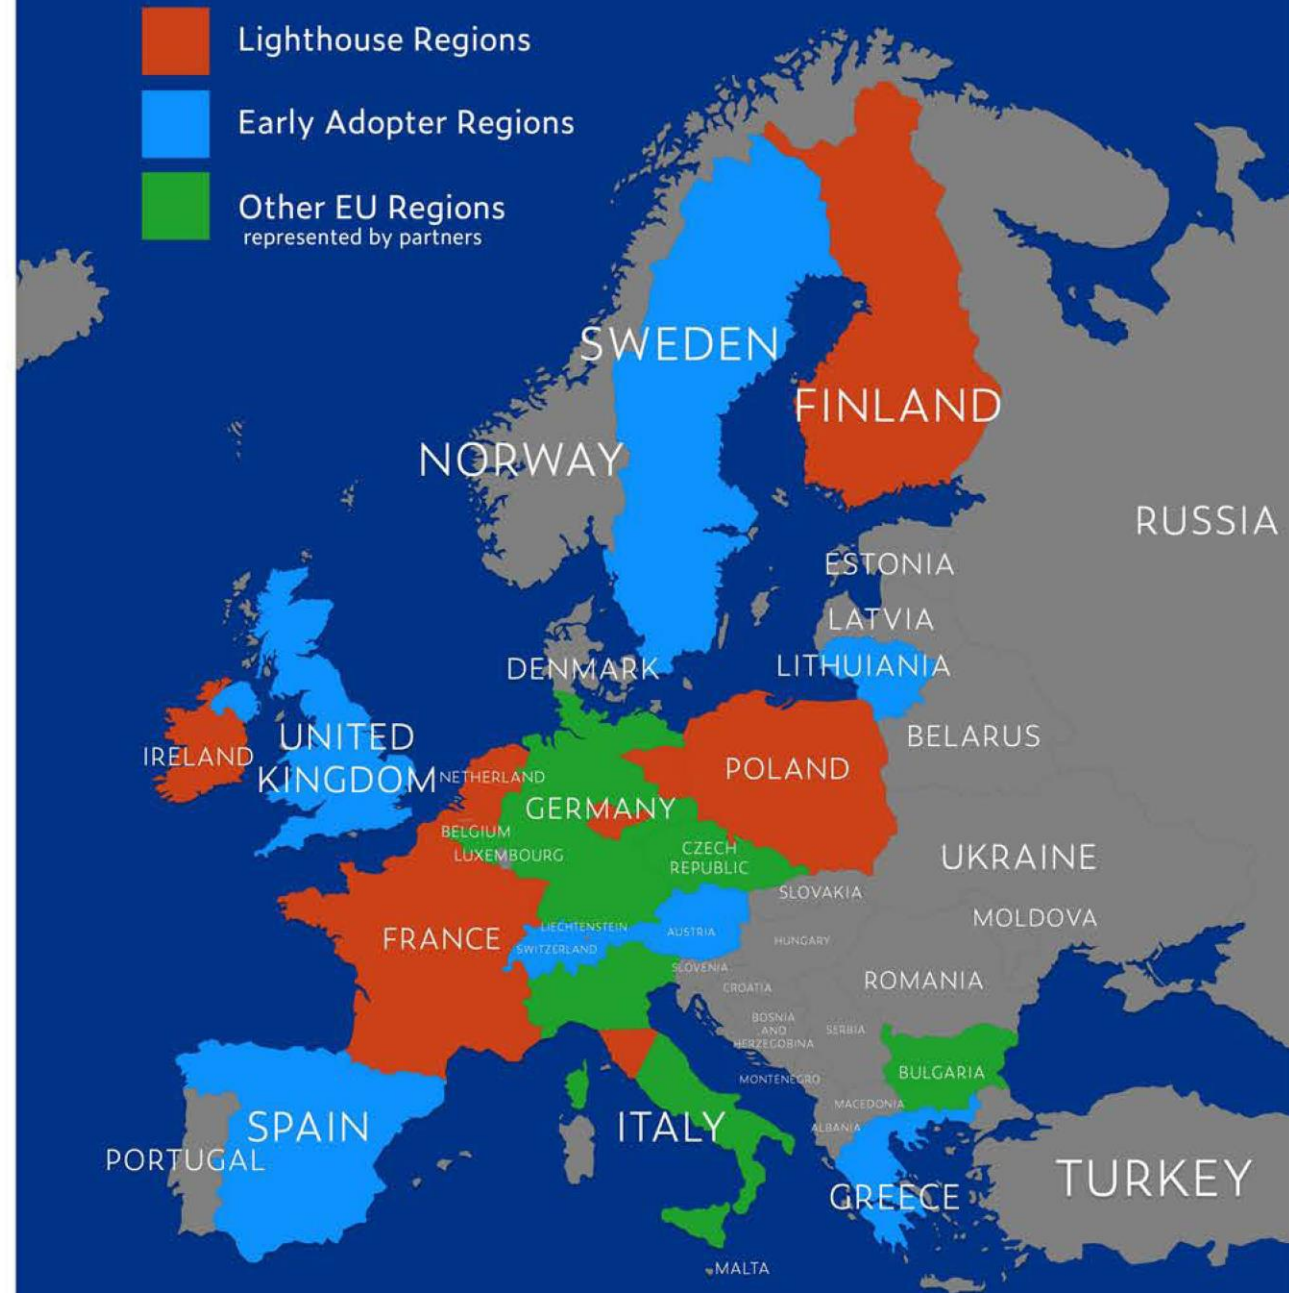 Lighthouse Regions
Early Adopter Regions
Other EU Regions
represented by partners
SWEDEN
FINLAND
NORWAY
RUSSIA
ESTONIA
LATVIA
DENMARK
LITHUIANIA
IRELAND
UNITED
KINGDOM
BELARUS
NETHERLAND
POLAND
GERMANY
BELGIUM
LUXEMBOURG
CZECH
REPUBLIC
UKRAINE
SLOVAKIA
MOLDOVA
FRANCE
LIECHTENSTEIN
SWITZERLAND
AUSTRIA
HUNGARY
SLOVENIA
CROATIA
ROMANIA
BOSNIA
AND
HERZEGOBINA
SERBIA
MONTENEGRO
BULGARIA
MACEDONIA
ALBANIA
SPAIN
ITALY
PORTUGAL
GREECE
TURKEY
MALTA